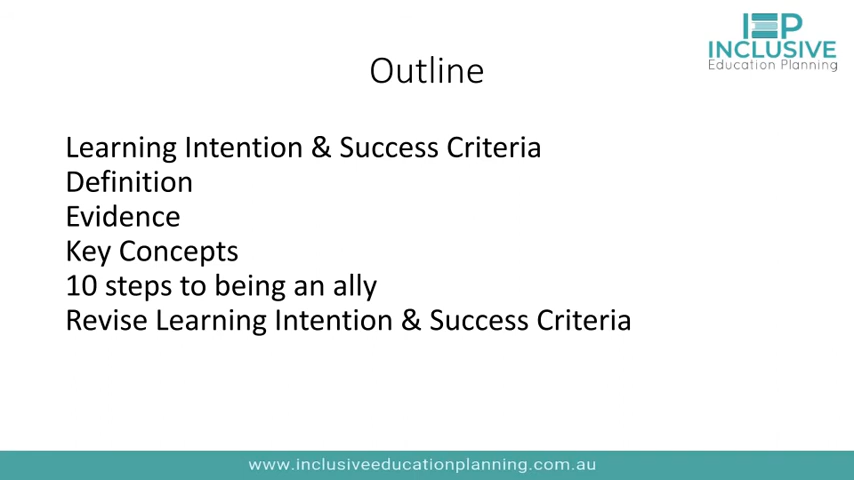 IEP
INCLUSIVE
Education Planning
Outline
Learning Intention & Success Criteria
Definition
Evidence
Key Concepts
10 steps to being an ally
Revise Learning Intention & Success Criteria
www.inclusiveeducationplanning.com.au